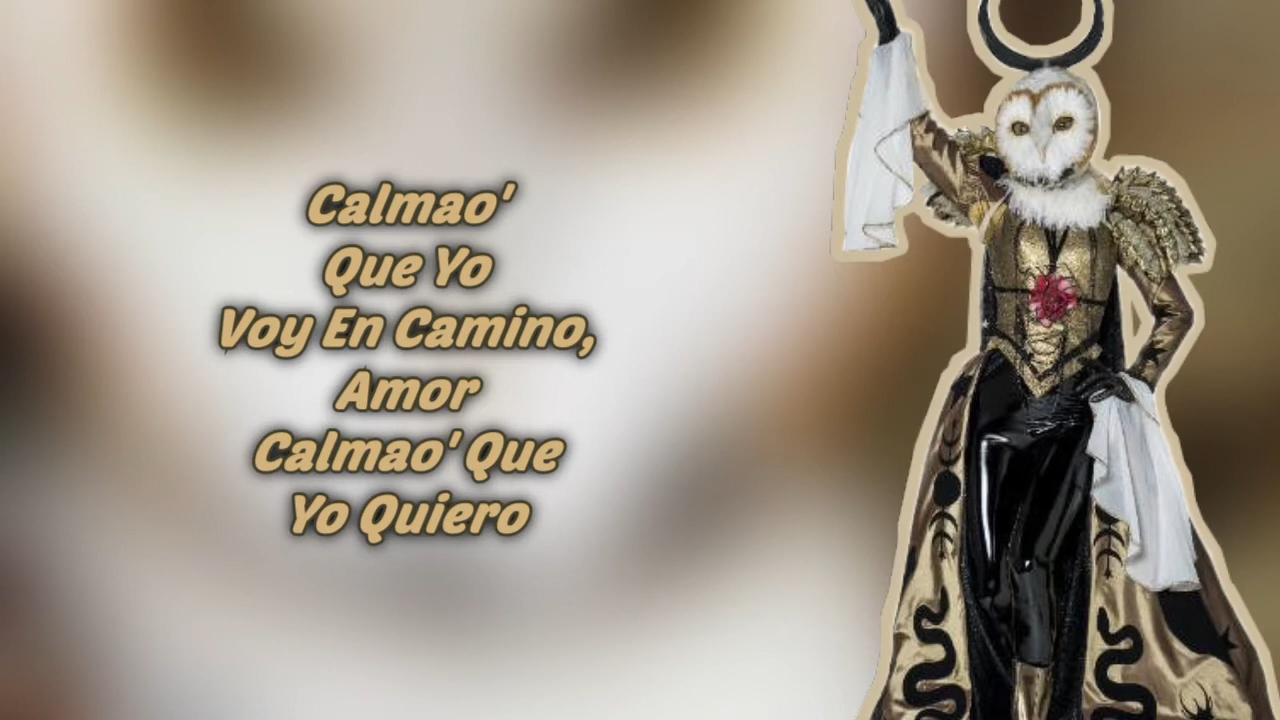 Calmao'
Que Yo
Voy En Camino,
Amor
Calmao' Que
Yo Quiero